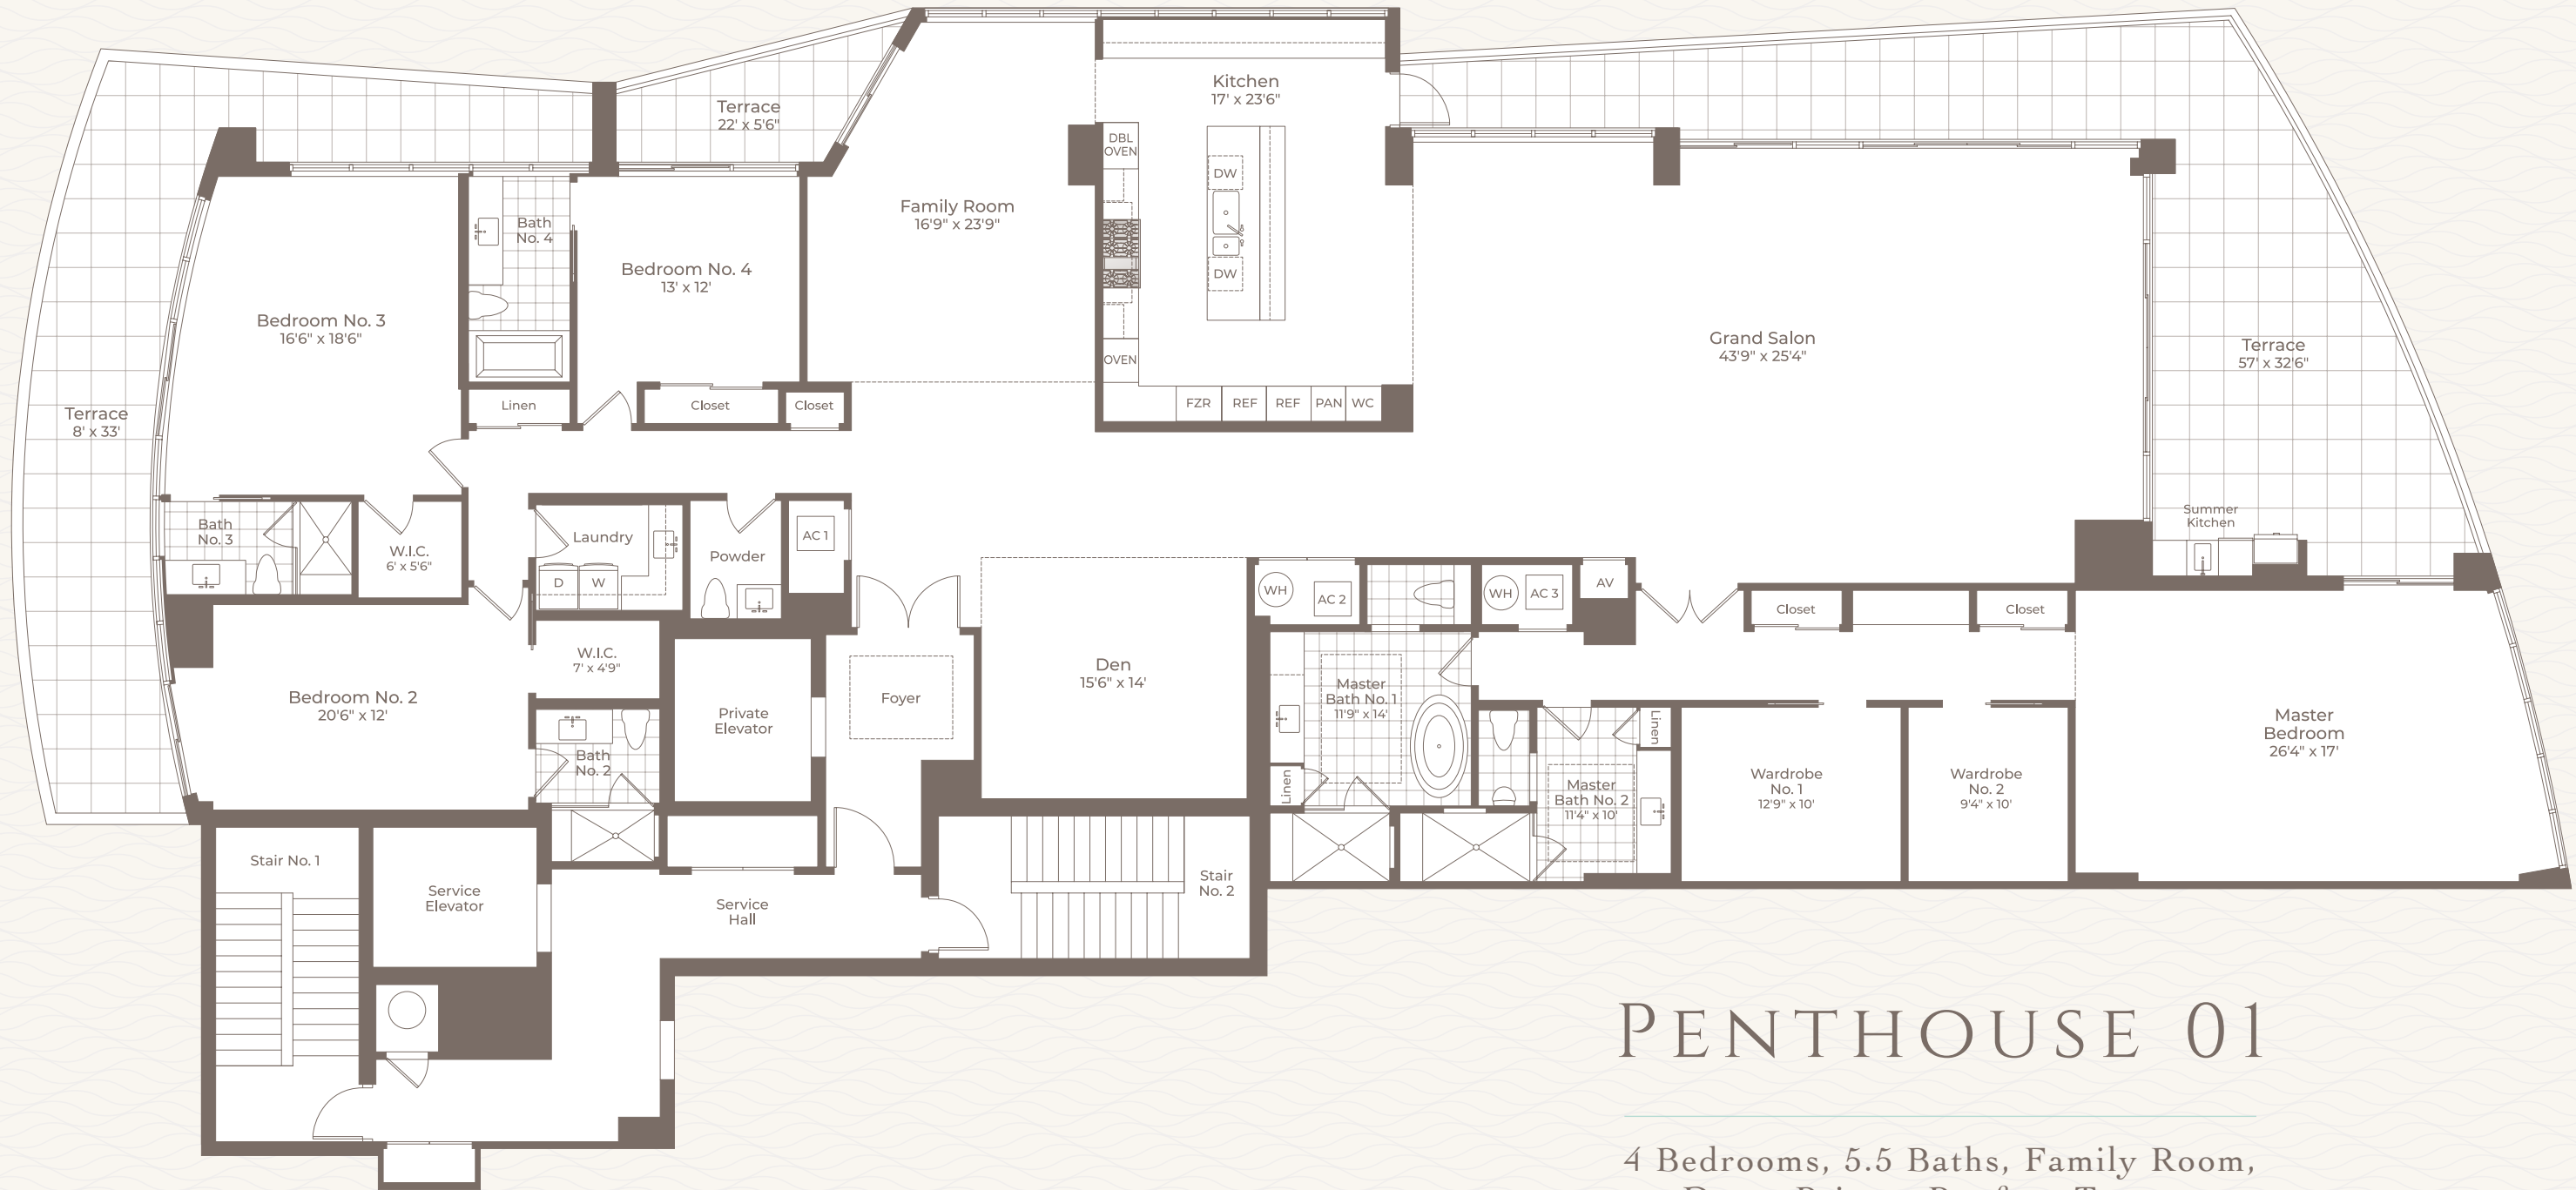 Terrace
22' x 5'6"
Kitchen
17' x 23'6"
DBL
OVEN
DW
DW
OVEN
FZR
REF
REF
PAN
WC
Family Room
16'9" x 23'9"
Bath
No. 4
Bedroom No. 4
13' x 12'
Bedroom No. 3
16'6" x 18'6"
Grand Salon
43'9" x 25'4"
Terrace
57' x 32'6"
Terrace
8' x 33'
Linen
Closet
Closet
Bath
No. 3
W.I.C.
6' x 5'6"
Laundry
D
W
Powder
AC 1
Summer
Kitchen
WH
AC 2
WH
AC 3
AV
Closet
Closet
W.I.C.
7' x 4'9"
Bedroom No. 2
20'6" x 12'
Bath
No. 2
Private
Elevator
Foyer
Den
15'6" x 14'
Master
Bath No. 1
11'9" x 14'
Linen
Linen
Master
Bath No. 2
11'4" x 10'
Wardrobe
No. 1
12'9" x 10'
Wardrobe
No. 2
9'4" x 10'
Master
Bedroom
26'4" x 17'
Stair No. 1
Service
Elevator
Service
Hall
Stair
No. 2
PENTHOUSE 01
4 Bedrooms, 5.5 Baths, Family Room,